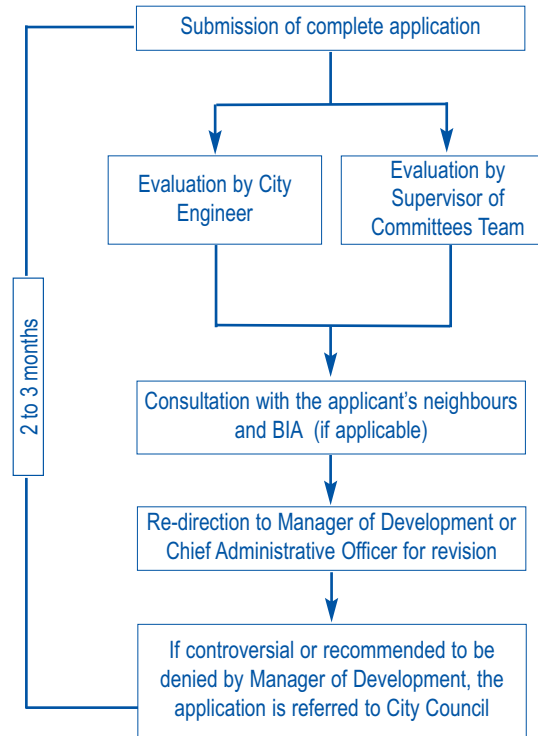 Submission of complete application
Evaluation by City
Engineer
Evaluation by
Supervisor of
Committees Team
2 to 3 months
Consultation with the applicant's neighbours
and BIA (if applicable)
Re-direction to Manager of Development or
Chief Administrative Officer for revision
If controversial or recommended to be
denied by Manager of Development, the
application is referred to City Council